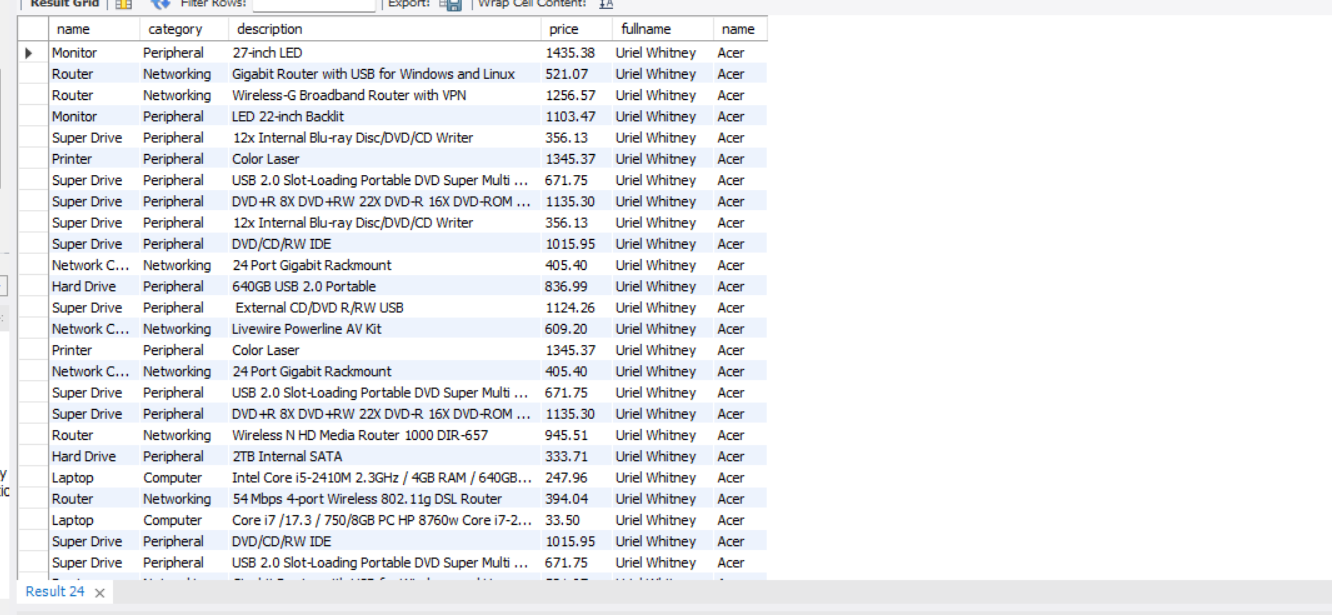 Result Grid Filter Rows: Export: Wrap Cell Content: IA
name category description price fullname name
Monitor Peripheral 27-inch LED 1435.38 Uriel Whitney Acer
Router Networking Gigabit Router with USB for Windows and Linux 521.07 Uriel Whitney Acer
Router Networking Wireless-G Broadband Router with VPN 1256.57 Uriel Whitney Acer
Monitor Peripheral LED 22-inch Backlit 1103.47 Uriel Whitney Acer
Super Drive Peripheral 12x Internal Blu-ray Disc/DVD/CD Writer 356.13 Uriel Whitney Acer
Printer Peripheral Color Laser 1345.37 Uriel Whitney Acer
Super Drive Peripheral USB 2.0 Slot-Loading Portable DVD Super Multi ... 671.75 Uriel Whitney Acer
Super Drive Peripheral DVD+R 8X DVD+RW 22X DVD-R 16X DVD-ROM ... 1135.30 Uriel Whitney Acer
Super Drive Peripheral 12x Internal Blu-ray Disc/DVD/CD Writer 356.13 Uriel Whitney Acer
Super Drive Peripheral DVD/CD/RW IDE 1015.95 Uriel Whitney Acer
Network C... Networking 24 Port Gigabit Rackmount 405.40 Uriel Whitney Acer
Hard Drive Peripheral 640GB USB 2.0 Portable 836.99 Uriel Whitney Acer
Super Drive Peripheral External CD/DVD R/RW USB 1124.26 Uriel Whitney Acer
Network C... Networking Livewire Powerline AV Kit 609.20 Uriel Whitney Acer
Printer Peripheral Color Laser 1345.37 Uriel Whitney Acer
Network C... Networking 24 Port Gigabit Rackmount 405.40 Uriel Whitney Acer
Super Drive Peripheral USB 2.0 Slot-Loading Portable DVD Super Multi ... 671.75 Uriel Whitney Acer
Super Drive Peripheral DVD+R 8X DVD+RW 22X DVD-R 16X DVD-ROM ... 1135.30 Uriel Whitney Acer
Router Networking Wireless N HD Media Router 1000 DIR-657 945.51 Uriel Whitney Acer
Hard Drive Peripheral 2TB Internal SATA 333.71 Uriel Whitney Acer
Laptop Computer Intel Core i5-2410M 2.3GHz / 4GB RAM / 640GB... 247.96 Uriel Whitney Acer
Router Networking 54 Mbps 4-port Wireless 802.11g DSL Router 394.04 Uriel Whitney Acer
Laptop Computer Core i7 /17.3 / 750/8GB PC HP 8760w Core i7-2... 33.50 Uriel Whitney Acer
Super Drive Peripheral DVD/CD/RW IDE 1015.95 Uriel Whitney Acer
Super Drive Peripheral USB 2.0 Slot-Loading Portable DVD Super Multi ... 671.75 Uriel Whitney Acer
Result 24